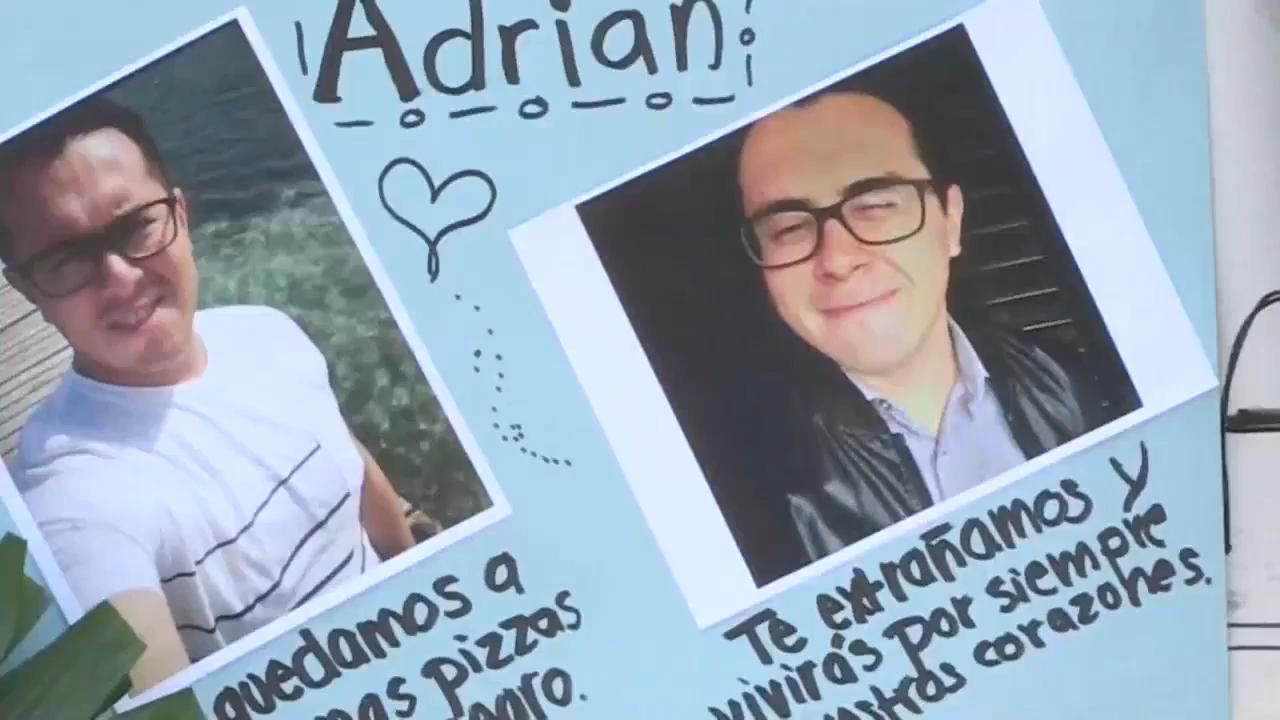 Adrian
quedamos a
pizzas
Te extrañamos y
vivirás por siempre
corazones.